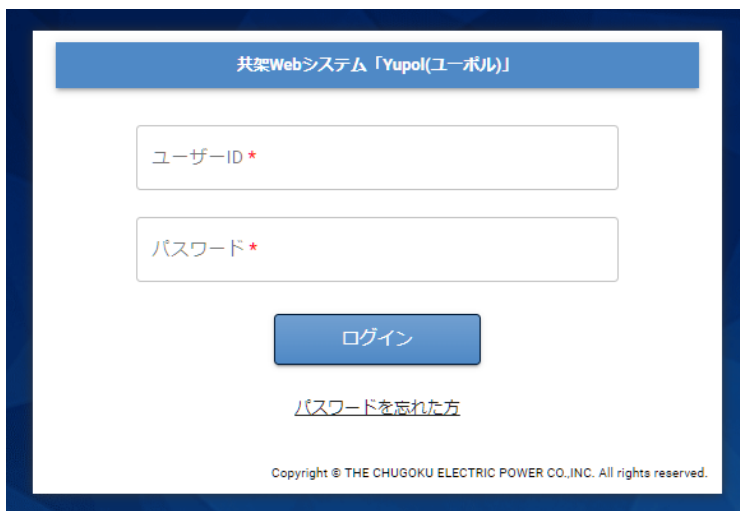 共架Webシステム「Yupol(ユーポル)」
ユーザーID *
パスワード *
ログイン
パスワードを忘れた方
Copyright © THE CHUGOKU ELECTRIC POWER CO.,INC. All rights reserved.